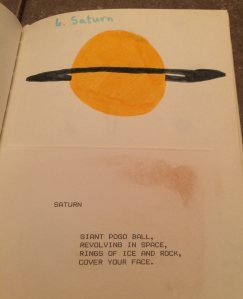 6. Saturn
SATURN
GIANT POGO BALL,
REVOLVING IN SPACE,
RINGS OF ICE AND ROCK,
COVER YOUR FACE.